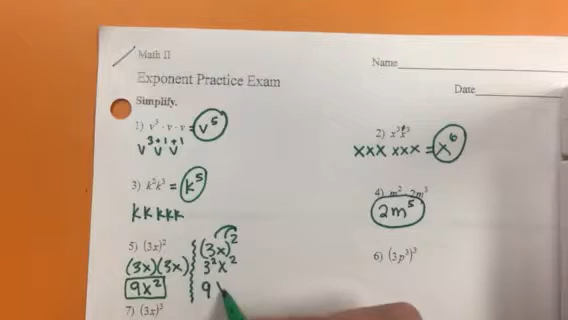 Math II
Name
Exponent Practice Exam
Date
Simplify.
1) v³ · v · v = v⁵
v³⁺¹⁺¹ v v
2) x³x³
xxx xxx = x⁶
3) k²k³ = k⁵
kkkkk
4) m² · 2m³
2m⁵
5) (3x)²
(3x)²
(3x)(3x)
3²x²
9x²
9
6) (3p³)³
7) (3x)³